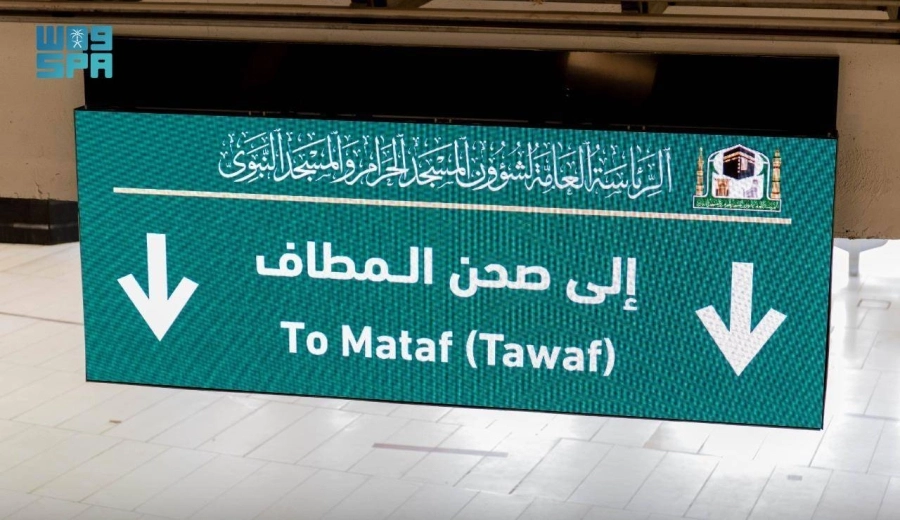 واس
SPA
الرئاسة العامة لشؤون المسجد الحرام والمسجد النبوي
إلى صحن المطاف
To Mataf (Tawaf)